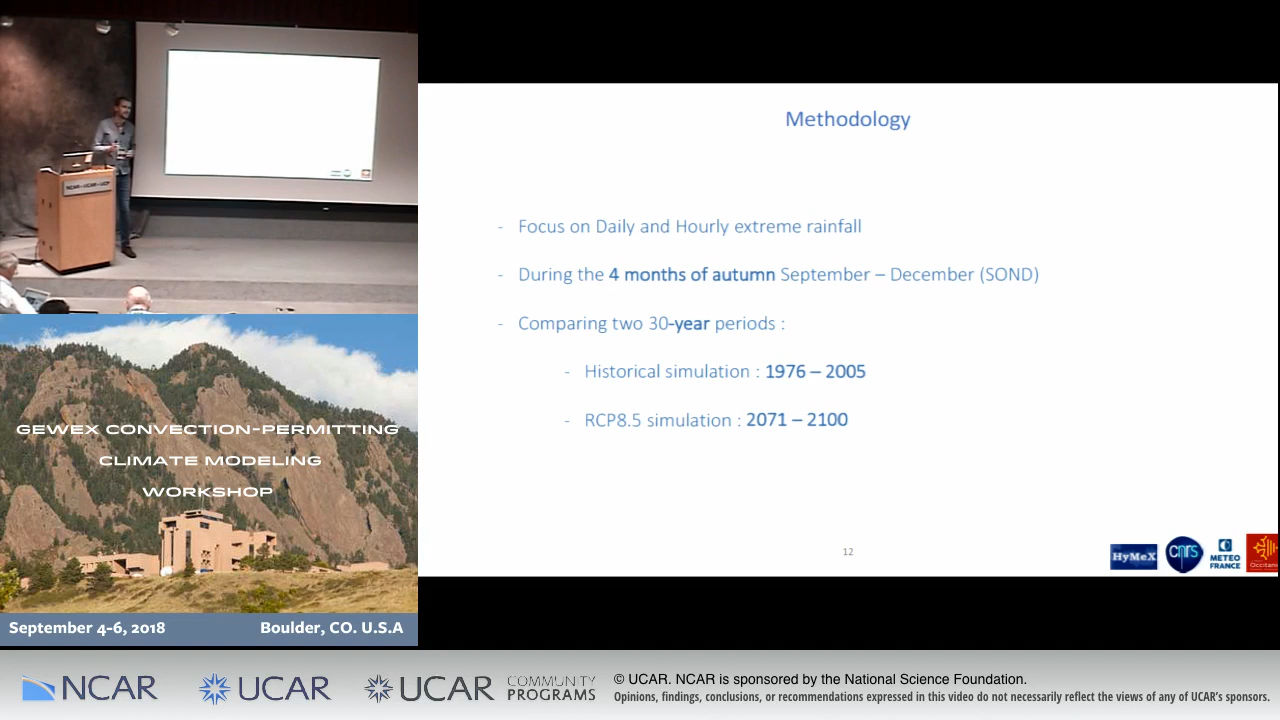 NCAR-UCAR-UCP
Methodology
- Focus on Daily and Hourly extreme rainfall
- During the 4 months of autumn September – December (SOND)
- Comparing two 30-year periods :
- Historical simulation : 1976 – 2005
- RCP8.5 simulation : 2071 – 2100
12
HyMeX
cnrs
METEO
FRANCE
GEWEX CONVECTION-PERMITTING
CLIMATE MODELING
WORKSHOP
September 4-6, 2018
Boulder, CO. U.S.A
NCAR
UCAR
UCAR
COMMUNITY
PROGRAMS
© UCAR. NCAR is sponsored by the National Science Foundation.
Opinions, findings, conclusions, or recommendations expressed in this video do not necessarily reflect the views of any of UCAR's sponsors.